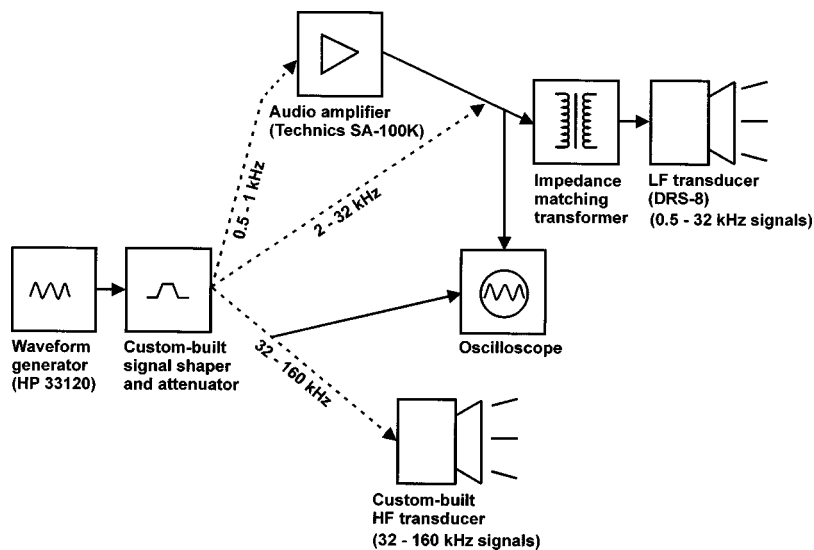 Audio amplifier
(Technics SA-100K)
0.5 - 1 kHz
2 - 32 kHz
Impedance
matching
transformer
LF transducer
(DRS-8)
(0.5 - 32 kHz signals)
Waveform
generator
(HP 33120)
Custom-built
signal shaper
and attenuator
Oscilloscope
32 - 160 kHz
Custom-built
HF transducer
(32 - 160 kHz signals)